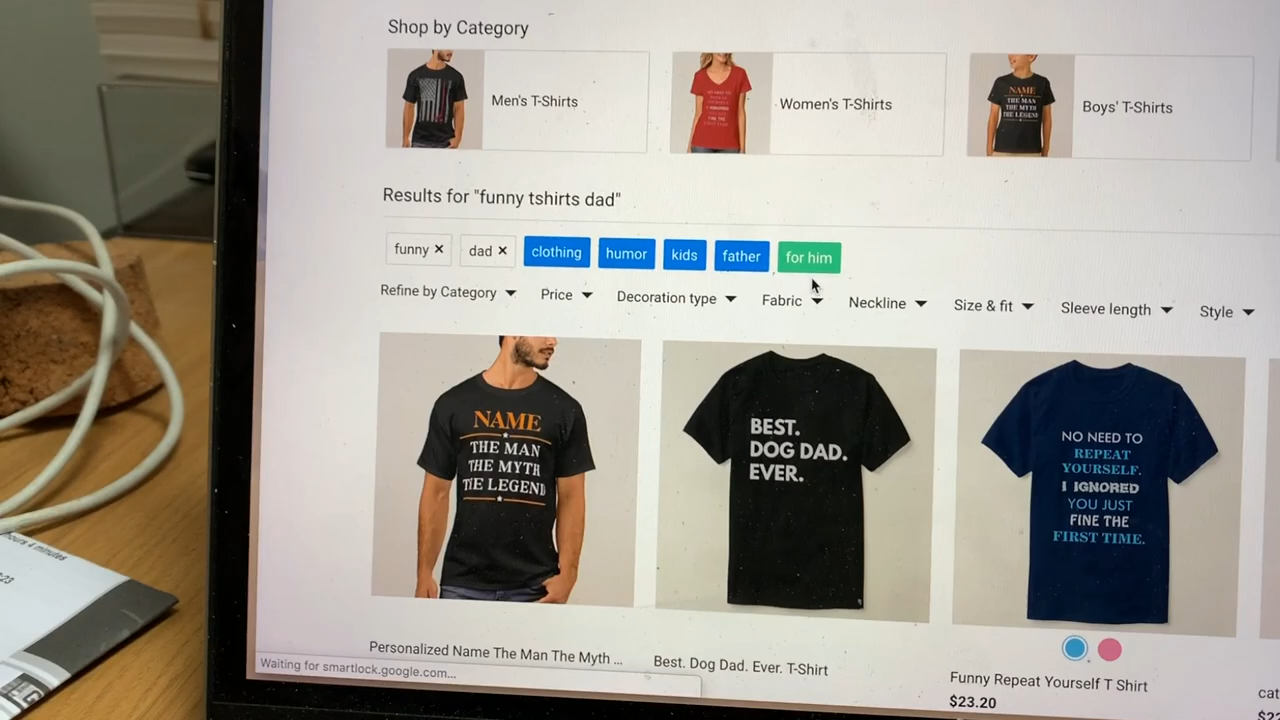 Shop by Category
Men's T-Shirts
Women's T-Shirts
NAME
THE MAN
THE MYTH
THE LEGEND
Boys' T-Shirts
Results for "funny tshirts dad"
funny ×
dad ×
clothing
humor
kids
father
for him
Refine by Category
Price
Decoration type
Fabric
Neckline
Size & fit
Sleeve length
Style
NAME
THE MAN
THE MYTH
THE LEGEND
BEST.
DOG DAD.
EVER.
NO NEED TO
REPEAT
YOURSELF.
I IGNORED
YOU JUST
FINE THE
FIRST TIME.
Personalized Name The Man The Myth ...
Best. Dog Dad. Ever. T-Shirt
Funny Repeat Yourself T Shirt
$23.20
Waiting for smartlock.google.com...
4 minutes